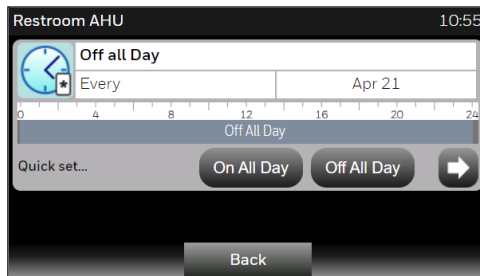 Restroom AHU 10:55
Off all Day
Every Apr 21
0 4 8 12 16 20 24
Off All Day
Quick set... On All Day Off All Day
Back